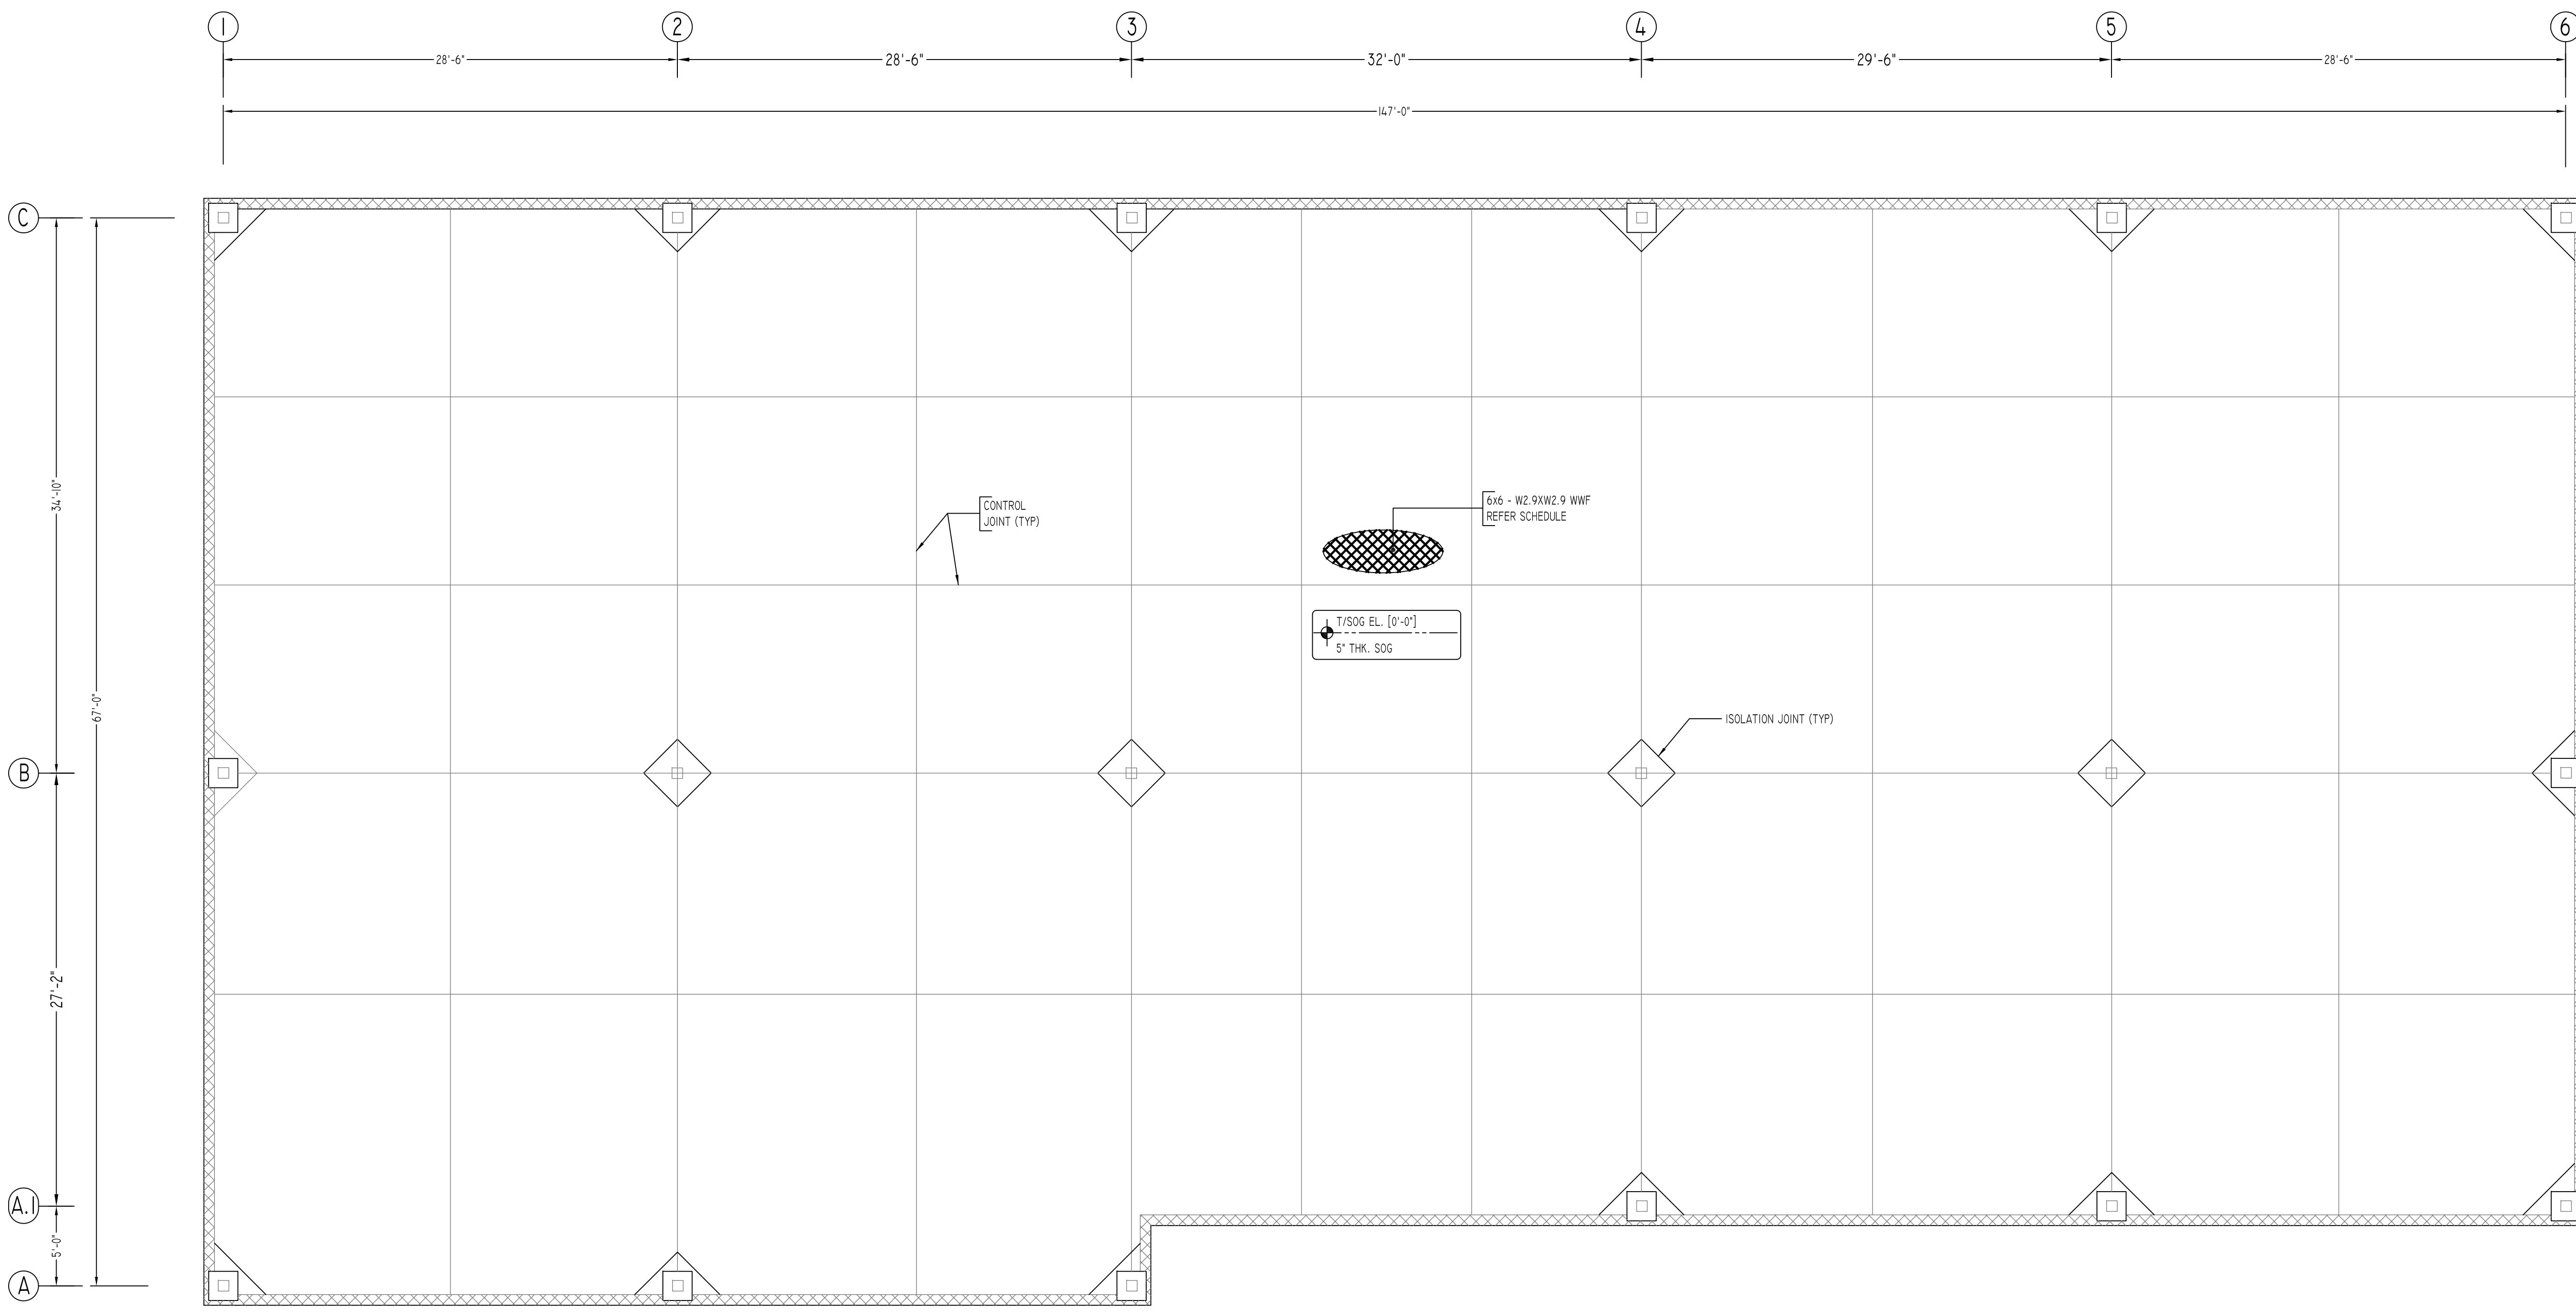 1
2
3
4
5
6
28'-6"
28'-6"
32'-0"
29'-6"
28'-6"
147'-0"
C
34'-10"
CONTROL
JOINT (TYP)
6x6 - W2.9XW2.9 WWF
REFER SCHEDULE
T/SOG EL. [0'-0"]
5" THK. SOG
67'-0"
ISOLATION JOINT (TYP)
B
27'-2"
A.1
5'-0"
A